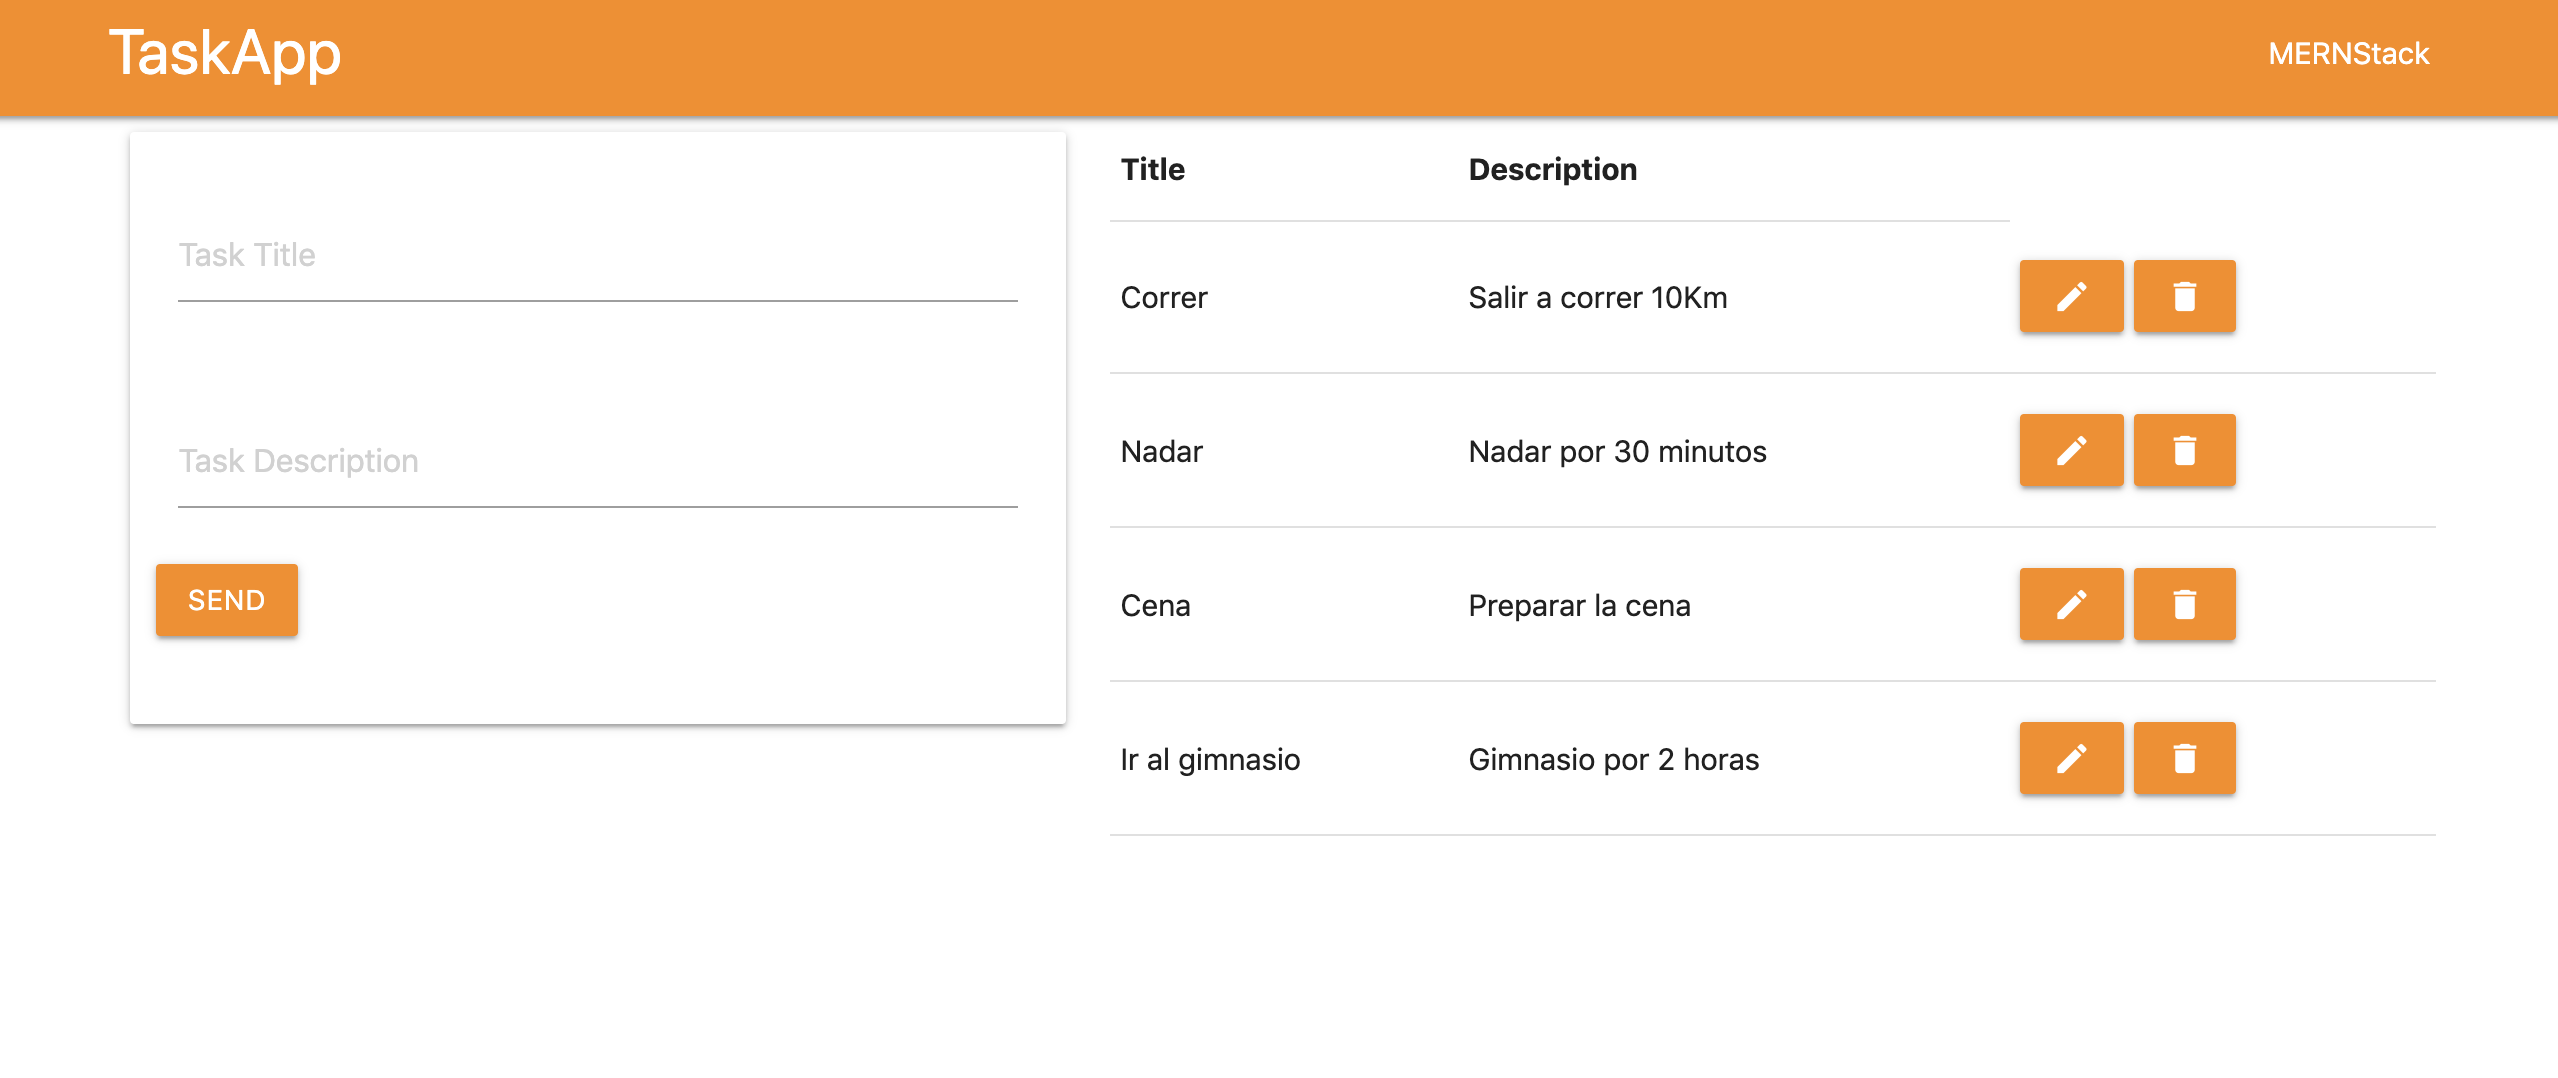 TaskApp
MERNStack
Task Title
Task Description
SEND
Title Description
Correr Salir a correr 10Km
Nadar Nadar por 30 minutos
Cena Preparar la cena
Ir al gimnasio Gimnasio por 2 horas